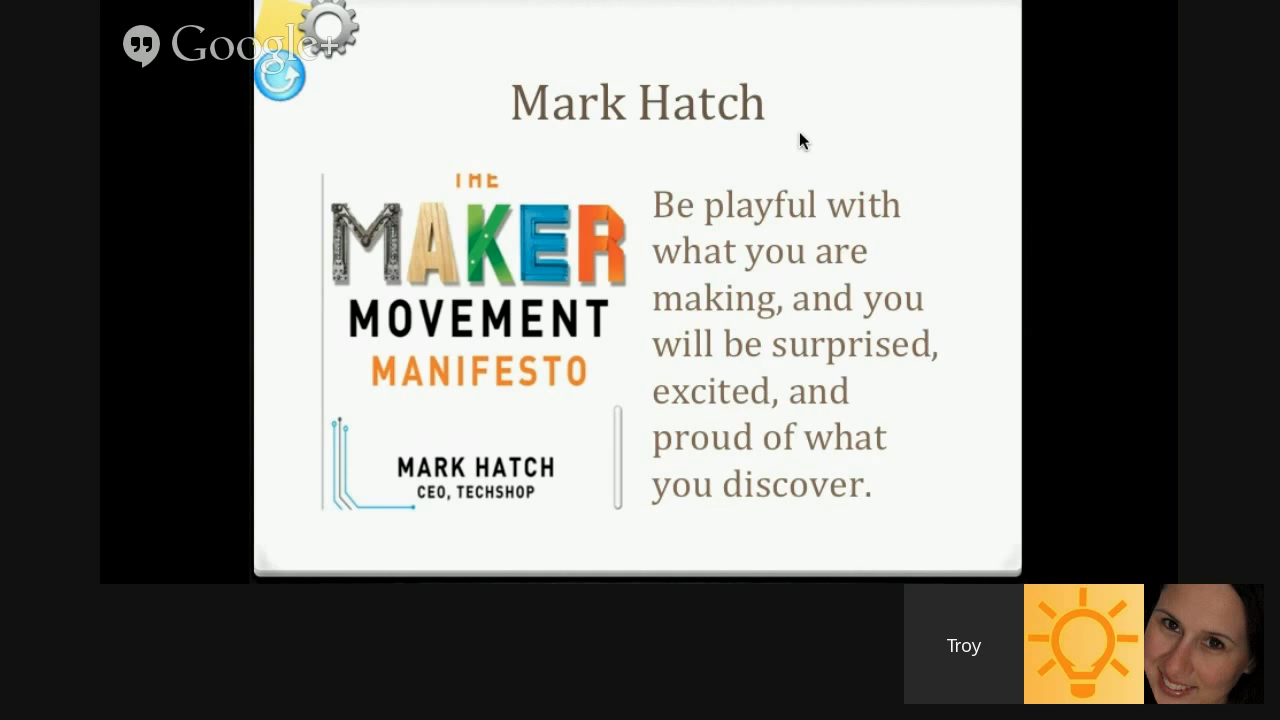 Google+
Mark Hatch
THE
MAKER
MOVEMENT
MANIFESTO
MARK HATCH
CEO, TECHSHOP
Be playful with
what you are
making, and you
will be surprised,
excited, and
proud of what
you discover.
Troy